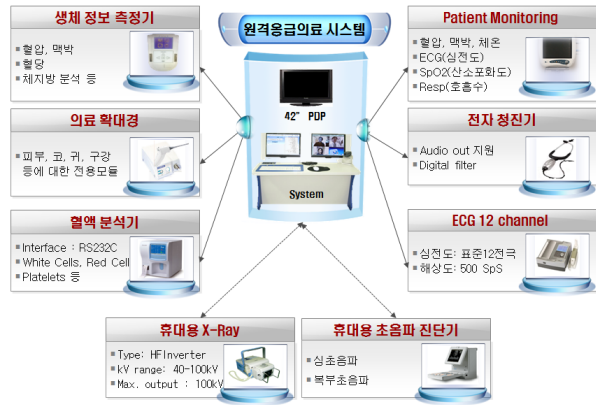 생체 정보 측정기
혈압, 맥박
혈당
체지방 분석 등
원격응급의료 시스템
Patient Monitoring
혈압, 맥박, 체온
ECG(심전도)
SpO2(산소포화도)
Resp(호흡수)
42" PDP
System
의료 확대경
피부, 코, 귀, 구강
등에 대한 전용모듈
전자 청진기
Audio out 지원
Digital filter
혈액 분석기
Interface : RS232C
White Cells, Red Cell
Platelets 등
ECG 12 channel
심전도: 표준12전극
해상도: 500 SpS
휴대용 X-Ray
Type: HFInverter
kV range: 40-100kV
Max. output : 100kV
휴대용 초음파 진단기
심초음파
복부초음파